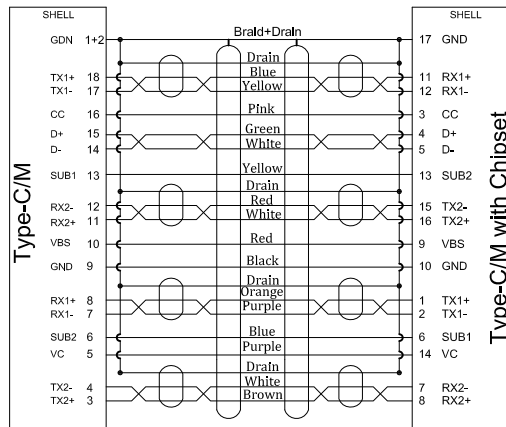 SHELL SHELL
Braid+Drain
GDN 1+2 17 GND
Drain
TX1+ 18 Blue 11 RX1+
TX1- 17 Yellow 12 RX1-
CC 16 Pink 3 CC
D+ 15 Green 4 D+
D- 14 White 5 D-
SUB1 13 Yellow 13 SUB2
Drain
RX2- 12 Red 15 TX2-
RX2+ 11 White 16 TX2+
VBS 10 Red 9 VBS
GND 9 Black 10 GND
Drain
RX1+ 8 Orange 1 TX1+
RX1- 7 Purple 2 TX1-
SUB2 6 Blue 6 SUB1
VC 5 Purple 14 VC
Drain
TX2- 4 White 7 RX2-
TX2+ 3 Brown 8 RX2+
Type-C/M
Type-C/M with Chipset